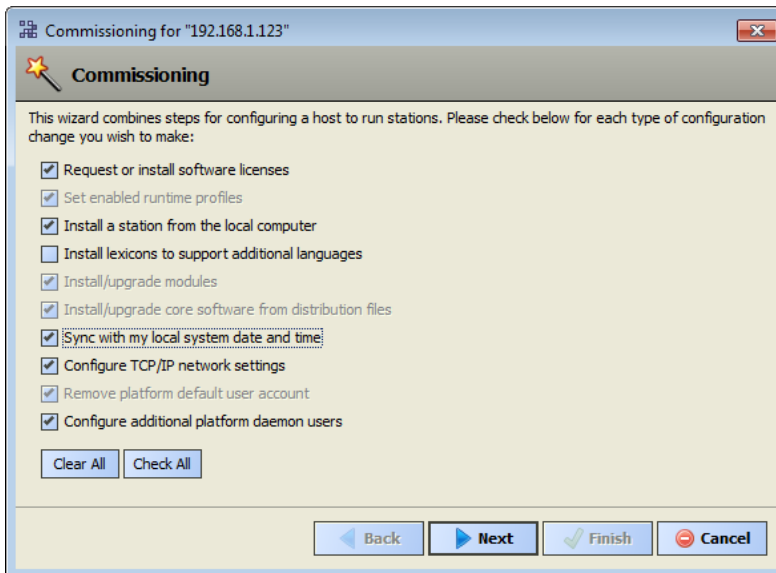 Commissioning for "192.168.1.123"
Commissioning
This wizard combines steps for configuring a host to run stations. Please check below for each type of configuration
change you wish to make:
Request or install software licenses
Set enabled runtime profiles
Install a station from the local computer
Install lexicons to support additional languages
Install/upgrade modules
Install/upgrade core software from distribution files
Sync with my local system date and time
Configure TCP/IP network settings
Remove platform default user account
Configure additional platform daemon users
Clear All Check All
Back Next Finish Cancel